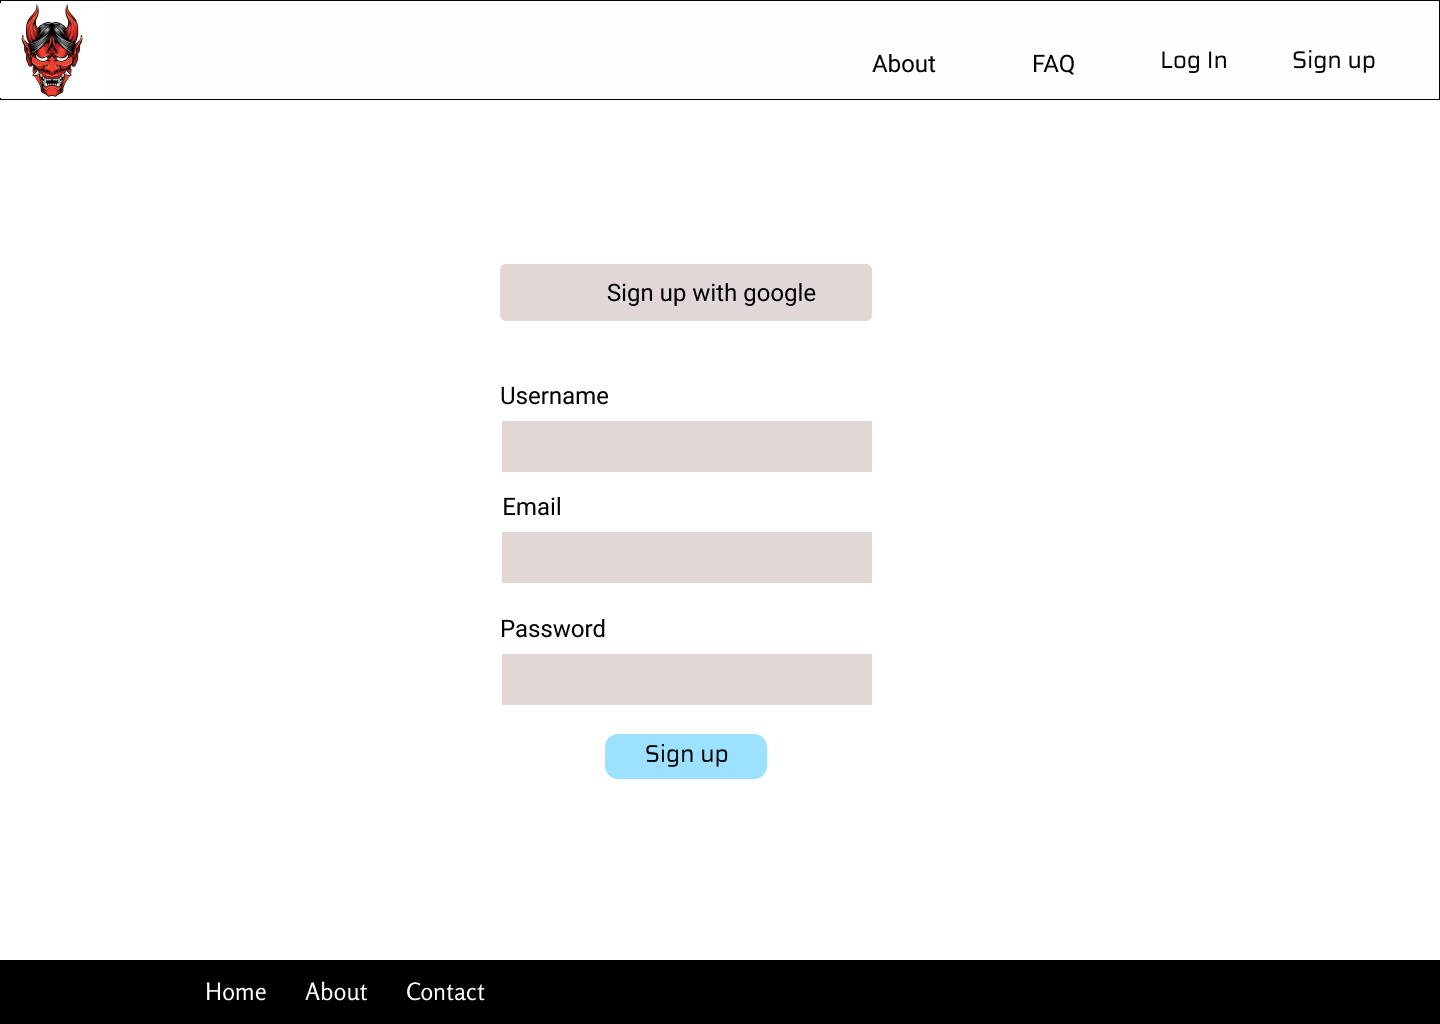 About FAQ Log In Sign up
Sign up with google
Username
Email
Password
Sign up
Home About Contact